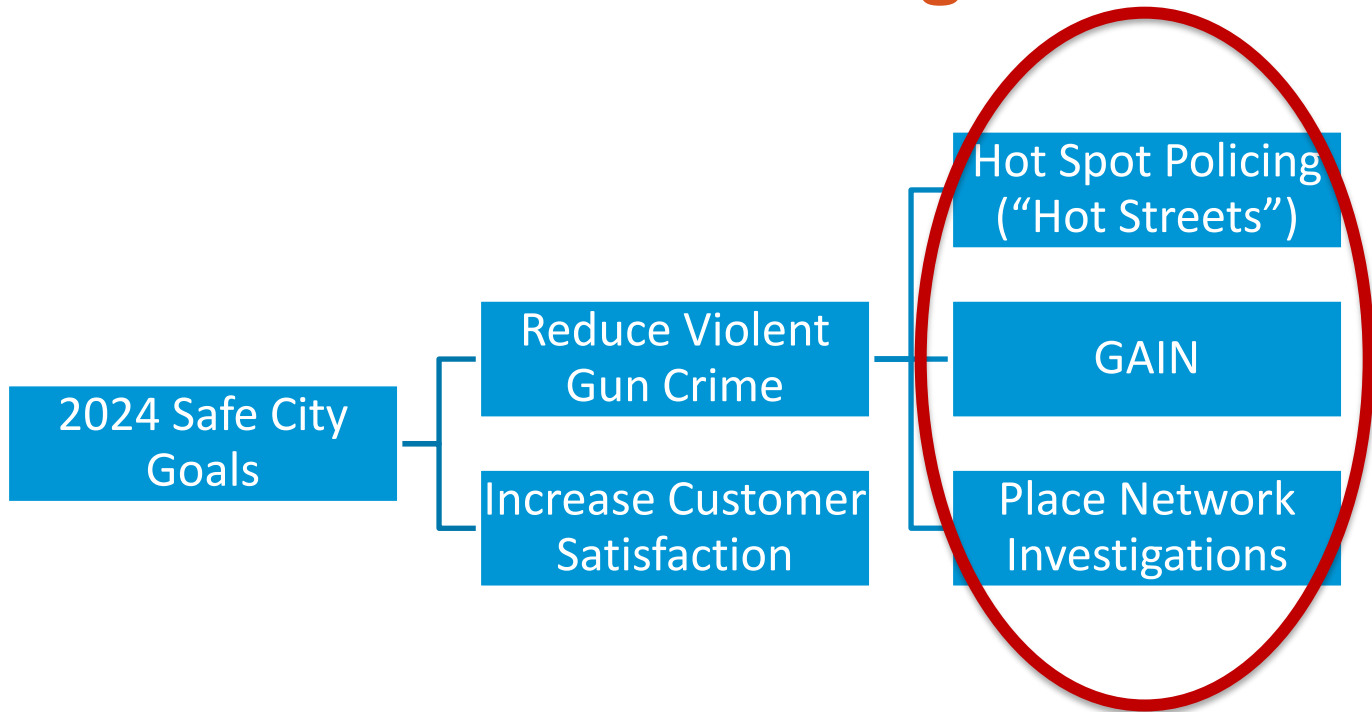 2024 Safe City
Goals
Reduce Violent
Gun Crime
Increase Customer
Satisfaction
Hot Spot Policing
(“Hot Streets”)
GAIN
Place Network
Investigations